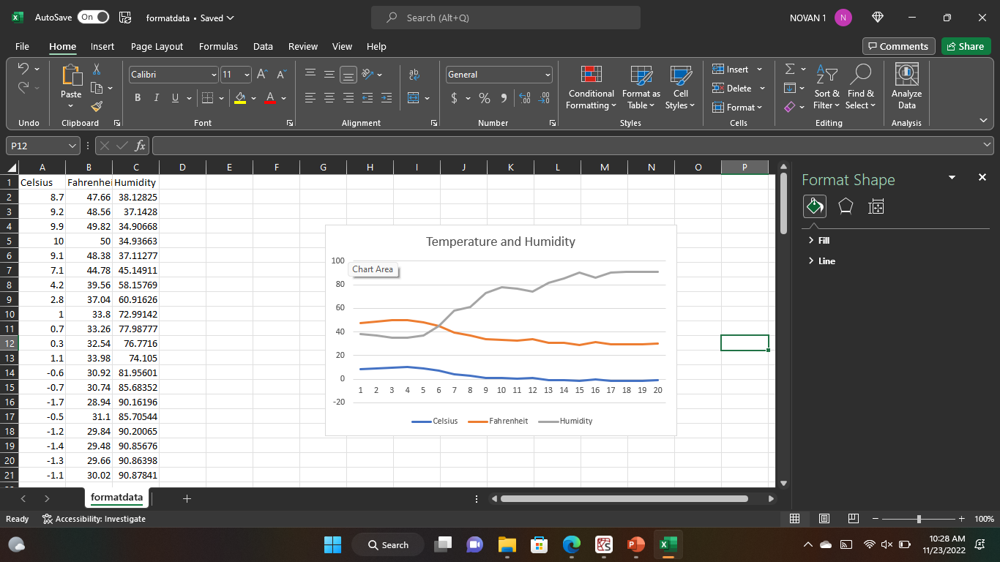 AutoSave On formatdata • Saved Search (Alt+Q) NOVAN 1 N
File Home Insert Page Layout Formulas Data Review View Help Comments Share
Calibri 11 General Insert
Paste Conditional Format as Cell Delete Sort & Find & Analyze
B I U $ % Formatting Table Styles Format Filter Select Data
Undo Clipboard Font Alignment Number Styles Cells Editing Analysis
P12 fx
A B C D E F G H I J K L M N O P
1 Celsius Fahrenhei Humidity
2 8.7 47.66 38.12825
3 9.2 48.56 37.1428
4 9.9 49.82 34.90668
5 10 50 34.93663
6 9.1 48.38 37.11277
7 7.1 44.78 45.14911
8 4.2 39.56 58.15769
9 2.8 37.04 60.91626
10 1 33.8 72.99142
11 0.7 33.26 77.98777
12 0.3 32.54 76.7716
13 1.1 33.98 74.105
14 -0.6 30.92 81.95601
15 -0.7 30.74 85.68352
16 -1.7 28.94 90.16196
17 -0.5 31.1 85.70544
18 -1.2 29.84 90.20065
19 -1.4 29.48 90.85676
20 -1.3 29.66 90.86398
21 -1.1 30.02 90.87841
Temperature and Humidity
100
Chart Area
80
60
40
20
0
1 2 3 4 5 6 7 8 9 10 11 12 13 14 15 16 17 18 19 20
-20
Celsius Fahrenheit Humidity
Format Shape
Fill
Line
formatdata
Ready Accessibility: Investigate 100%
Search 10:28 AM
11/23/2022